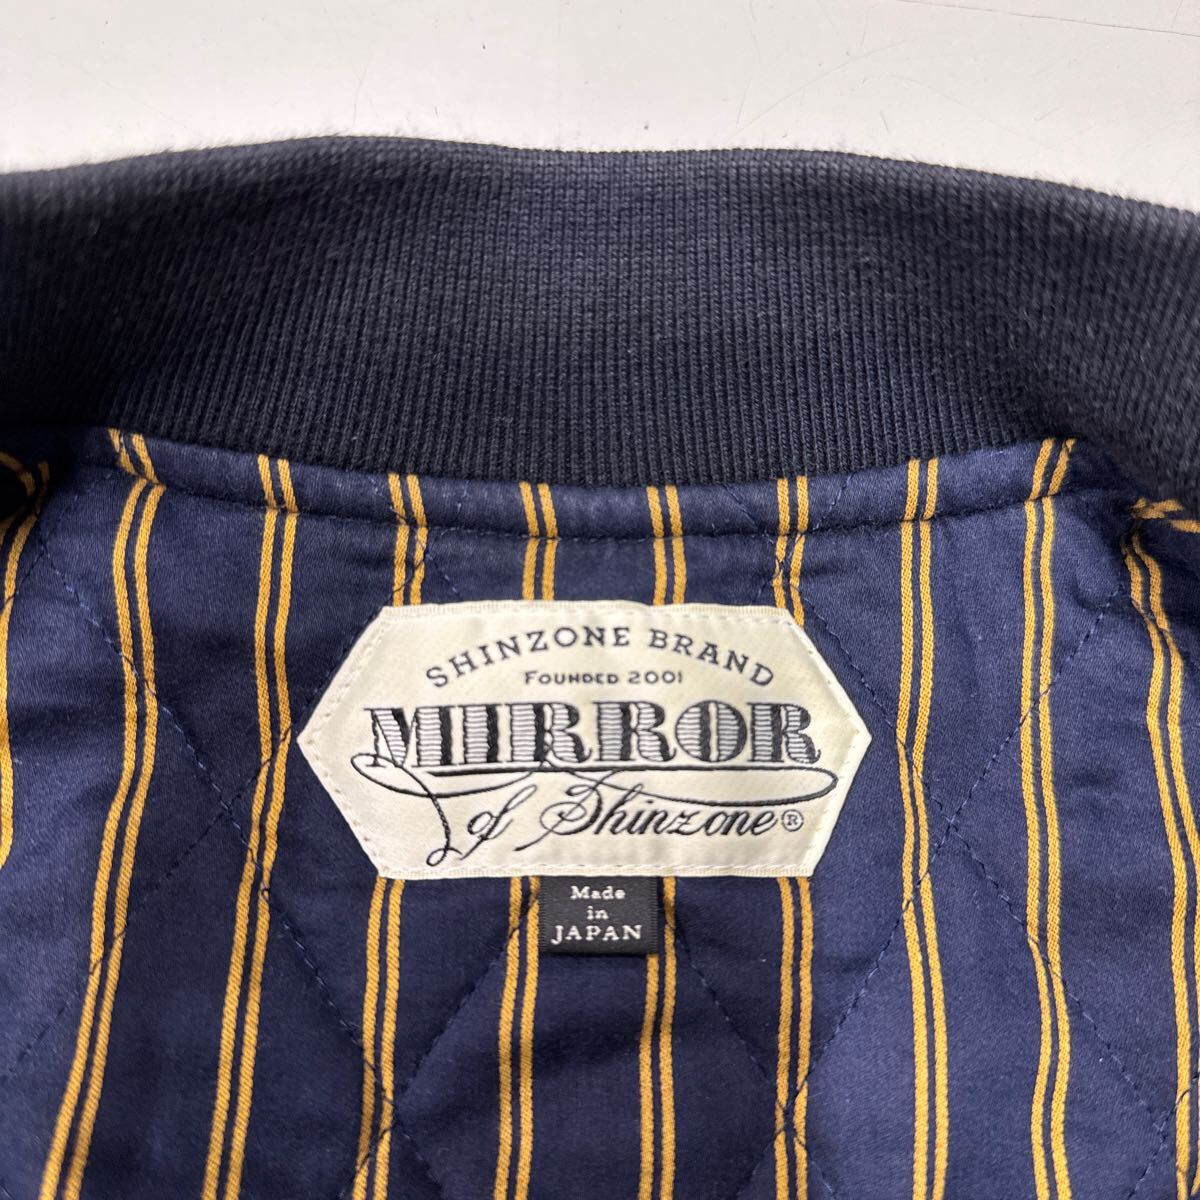 SHINZONE BRAND
FOUNDED 2001
MIRROR
of Shinzone®
Made
in
JAPAN